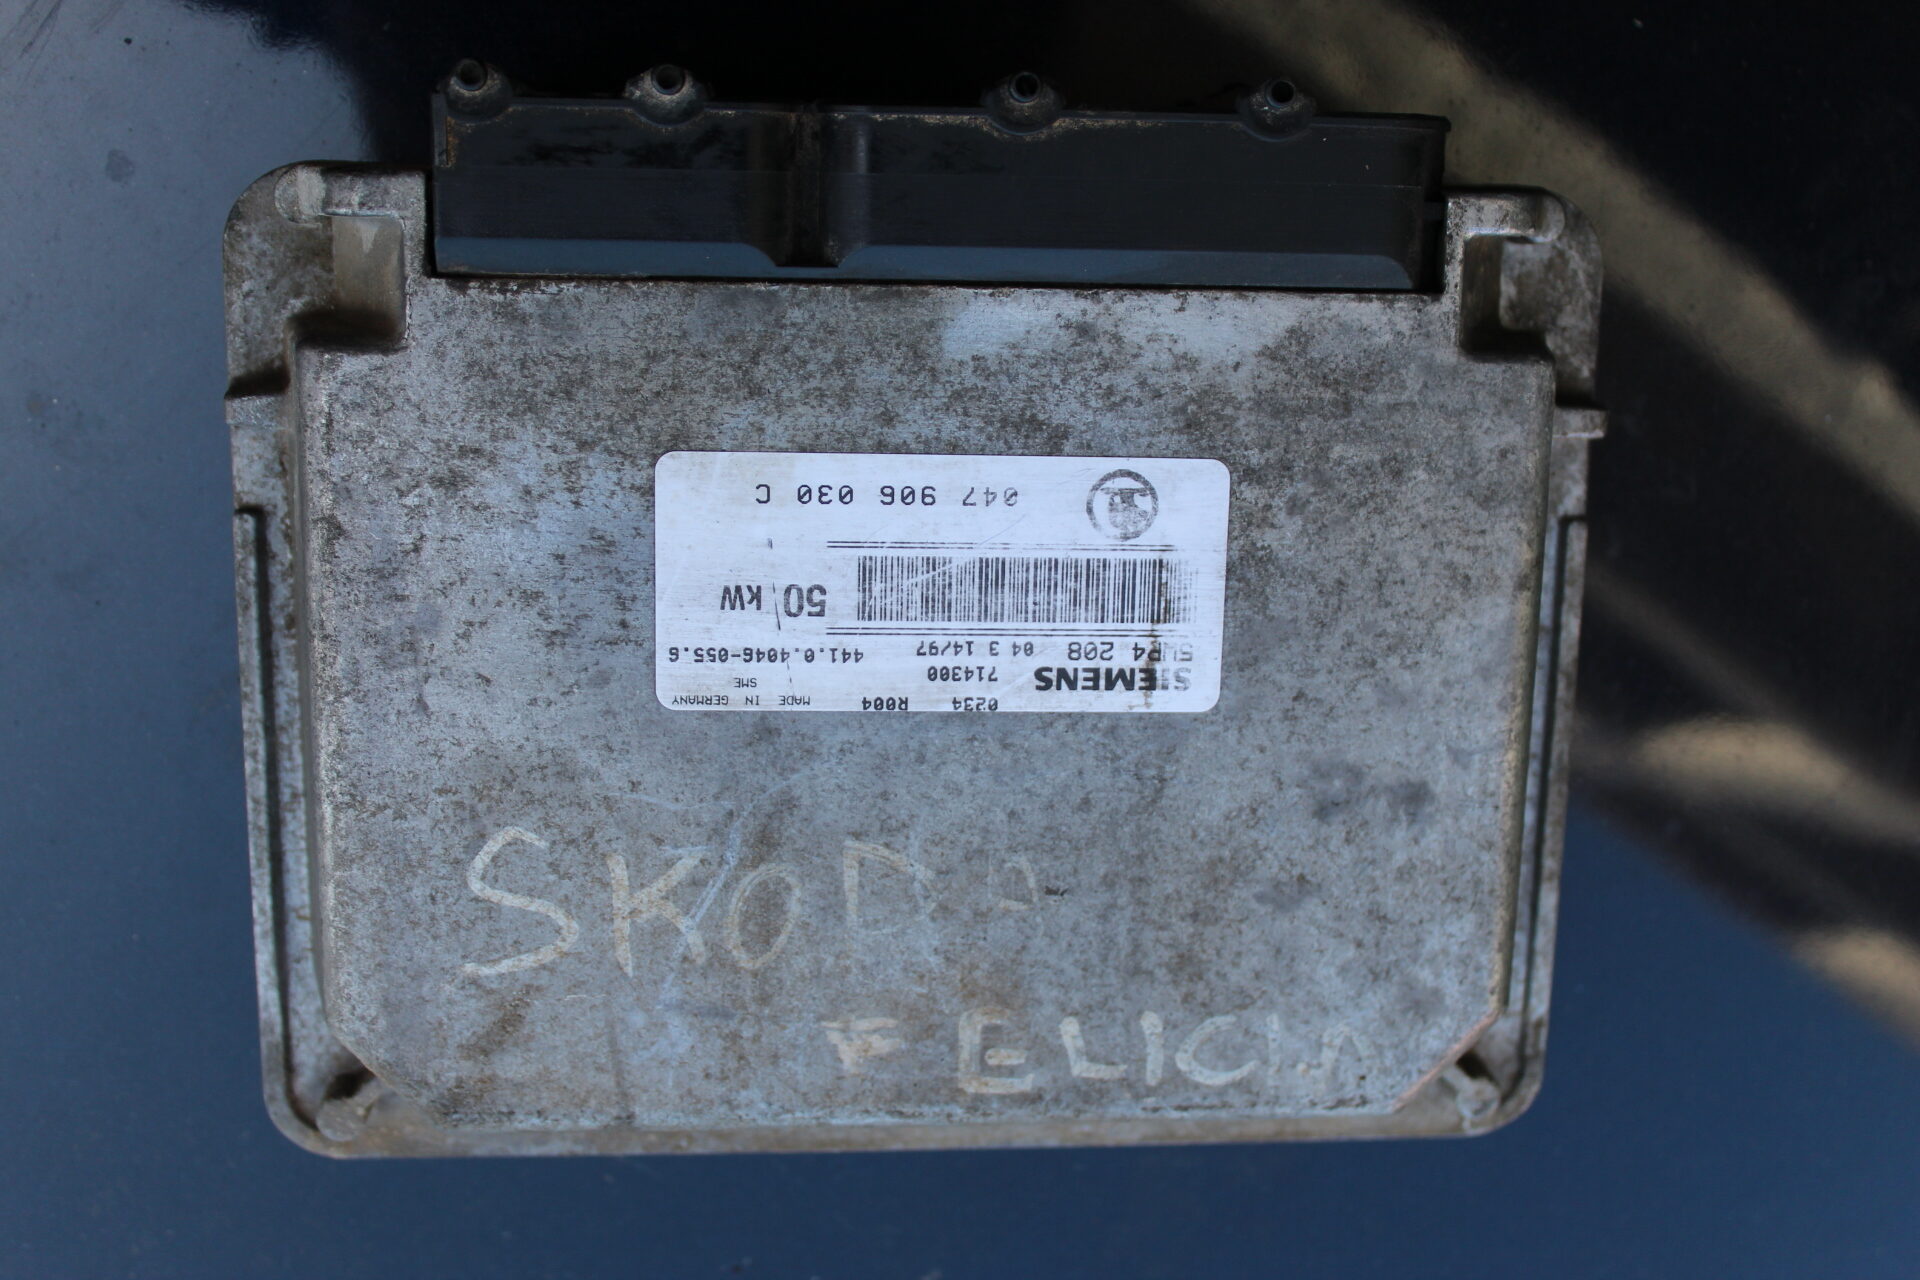 047 906 030 C
50 kW
5WP4 208 04 3 14/97 441.0.4046-055.6
SIEMENS 714300 SME
0234 R004 MADE IN GERMANY
SKODA
FELICIA